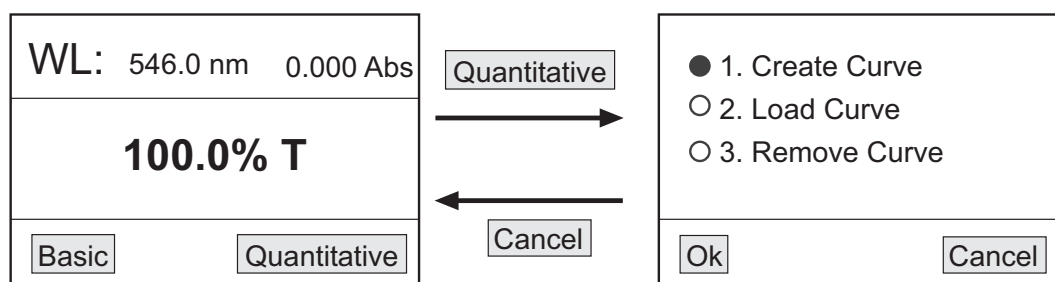 WL: 546.0 nm 0.000 Abs
100.0% T
Basic Quantitative
Quantitative
Cancel
1. Create Curve
2. Load Curve
3. Remove Curve
Ok Cancel